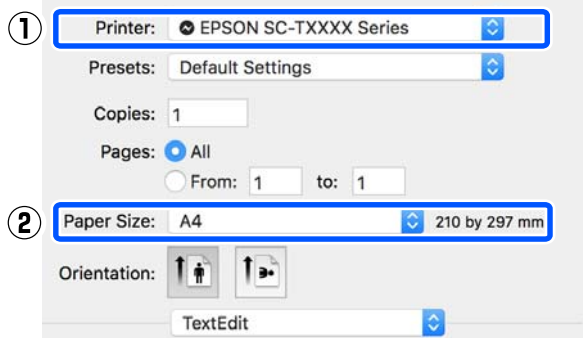 ① Printer: EPSON SC-TXXXX Series
Presets: Default Settings
Copies: 1
Pages: All
From: 1 to: 1
② Paper Size: A4 210 by 297 mm
Orientation:
TextEdit